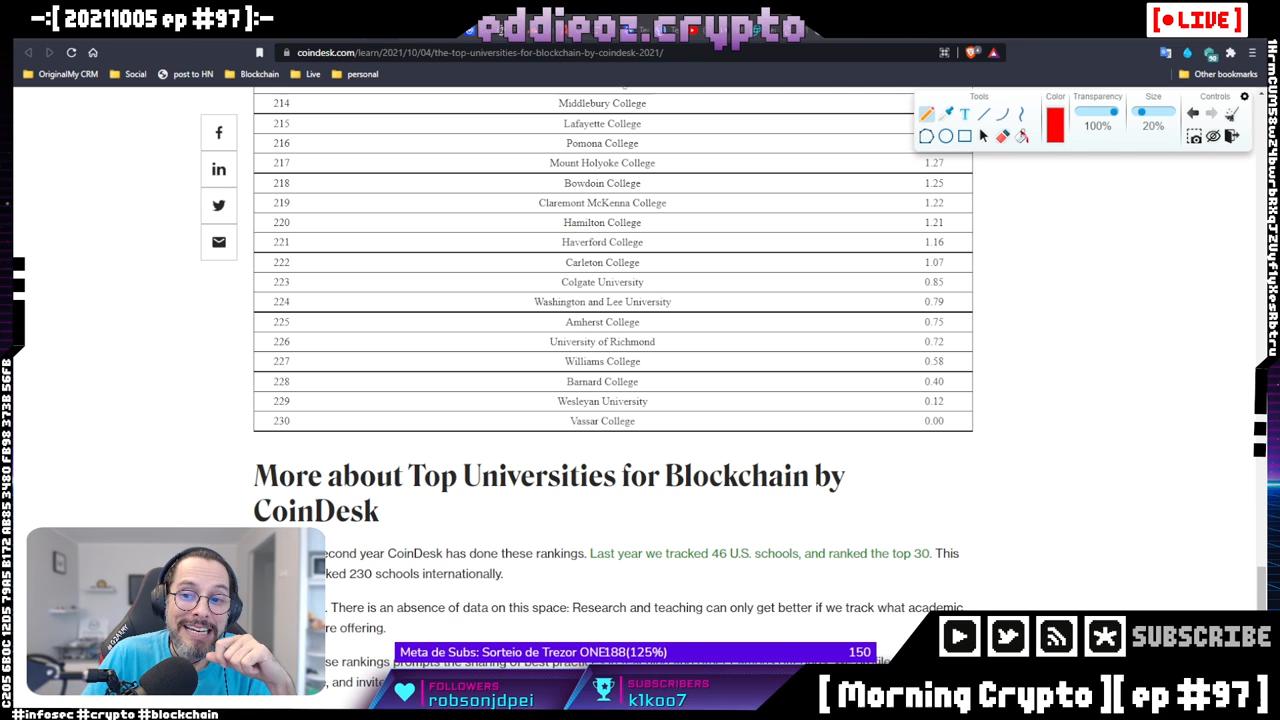 -:[ 20211005 ep #97]:-
eddieoz.crypto
[● LIVE]
coindesk.com/learn/2021/10/04/the-top-universities-for-blockchain-by-coindesk-2021/
OriginalMy CRM
Social
post to HN
Blockchain
Live
personal
Other bookmarks
Tools
Color
Transparency
Size
Controls
100%
20%
214 Middlebury College
215 Lafayette College
216 Pomona College
217 Mount Holyoke College 1.27
218 Bowdoin College 1.25
219 Claremont McKenna College 1.22
220 Hamilton College 1.21
221 Haverford College 1.16
222 Carleton College 1.07
223 Colgate University 0.85
224 Washington and Lee University 0.79
225 Amherst College 0.75
226 University of Richmond 0.72
227 Williams College 0.58
228 Barnard College 0.40
229 Wesleyan University 0.12
230 Vassar College 0.00
More about Top Universities for Blockchain by
CoinDesk
econd year CoinDesk has done these rankings. Last year we tracked 46 U.S. schools, and ranked the top 30. This
ked 230 schools internationally.
. There is an absence of data on this space: Research and teaching can only get better if we track what academic
re offering.
Meta de Subs: Sorteio de Trezor ONE188(125%) 150
FOLLOWERS
robsonjdpei
SUBSCRIBERS
k1koo7
SUBSCRIBE
[ Morning Crypto ][ ep #97]
#infosec #crypto #blockchain